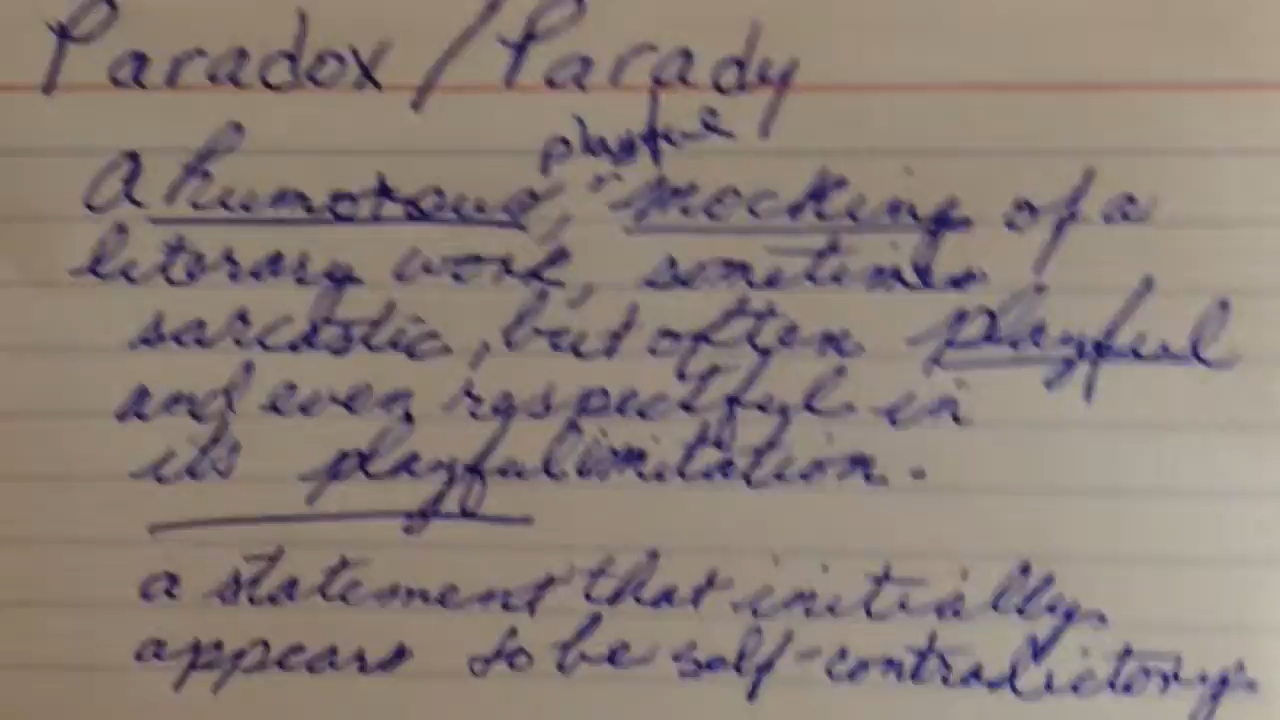 Paradox / Parady
playful
A humorous, "mocking of a
literary work, sometimes
sarcastic, but often playful
and even respectful in
its playful imitation.
a statement that initially
appears to be self-contradictory.